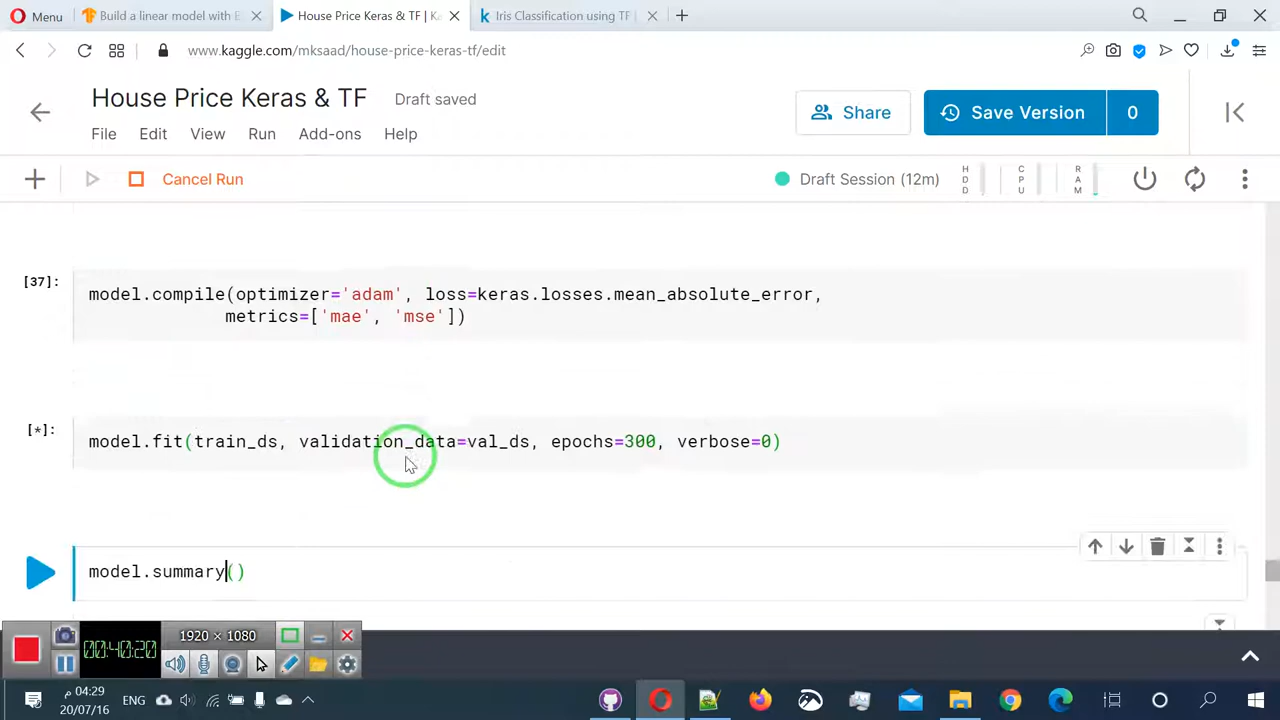 Menu
Build a linear model with E
House Price Keras & TF | Ka
Iris Classification using TF |
www.kaggle.com/mksaad/house-price-keras-tf/edit
House Price Keras & TF
Draft saved
Share
Save Version
0
File
Edit
View
Run
Add-ons
Help
Cancel Run
Draft Session (12m)
HDD
CPU
RAM
[37]:
model.compile(optimizer='adam', loss=keras.losses.mean_absolute_error,
metrics=['mae', 'mse'])
[*]:
model.fit(train_ds, validation_data=val_ds, epochs=300, verbose=0)
model.summary()
00:40:20
1920 × 1080
ENG
04:29 م
20/07/16